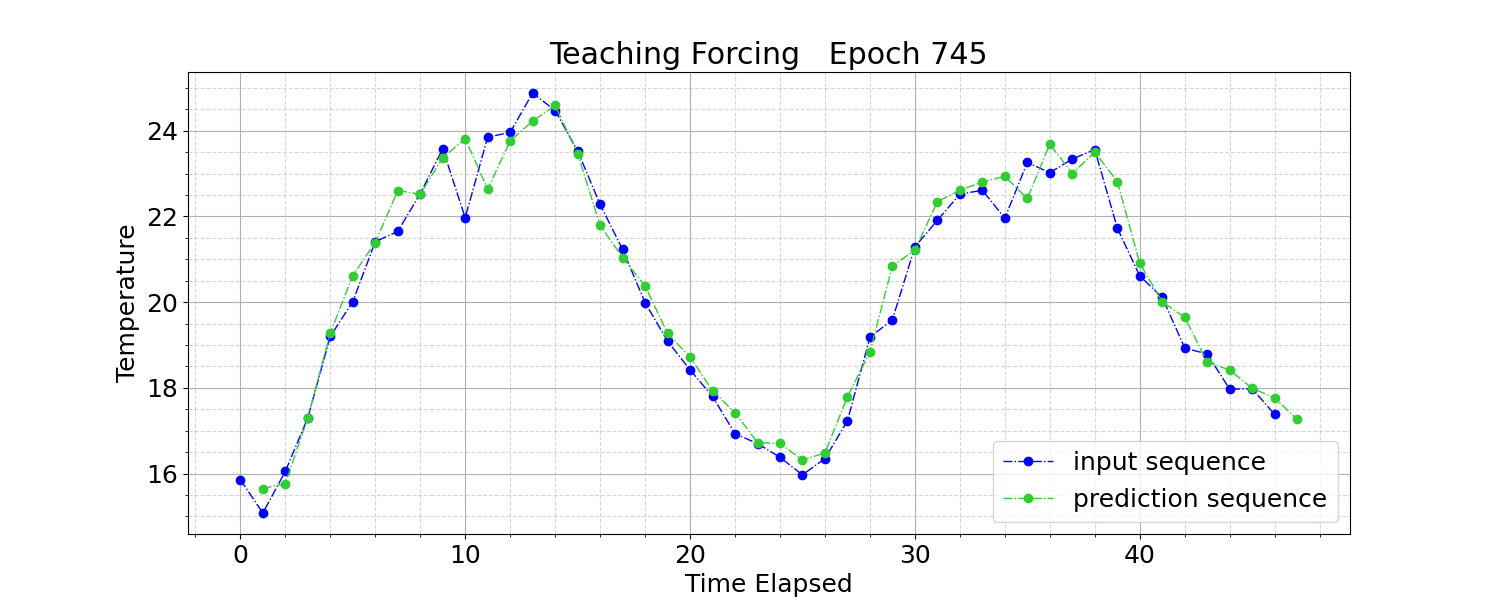 Teaching Forcing   Epoch 745
24
22
20
18
16
Temperature
0 10 20 30 40
Time Elapsed
input sequence
prediction sequence